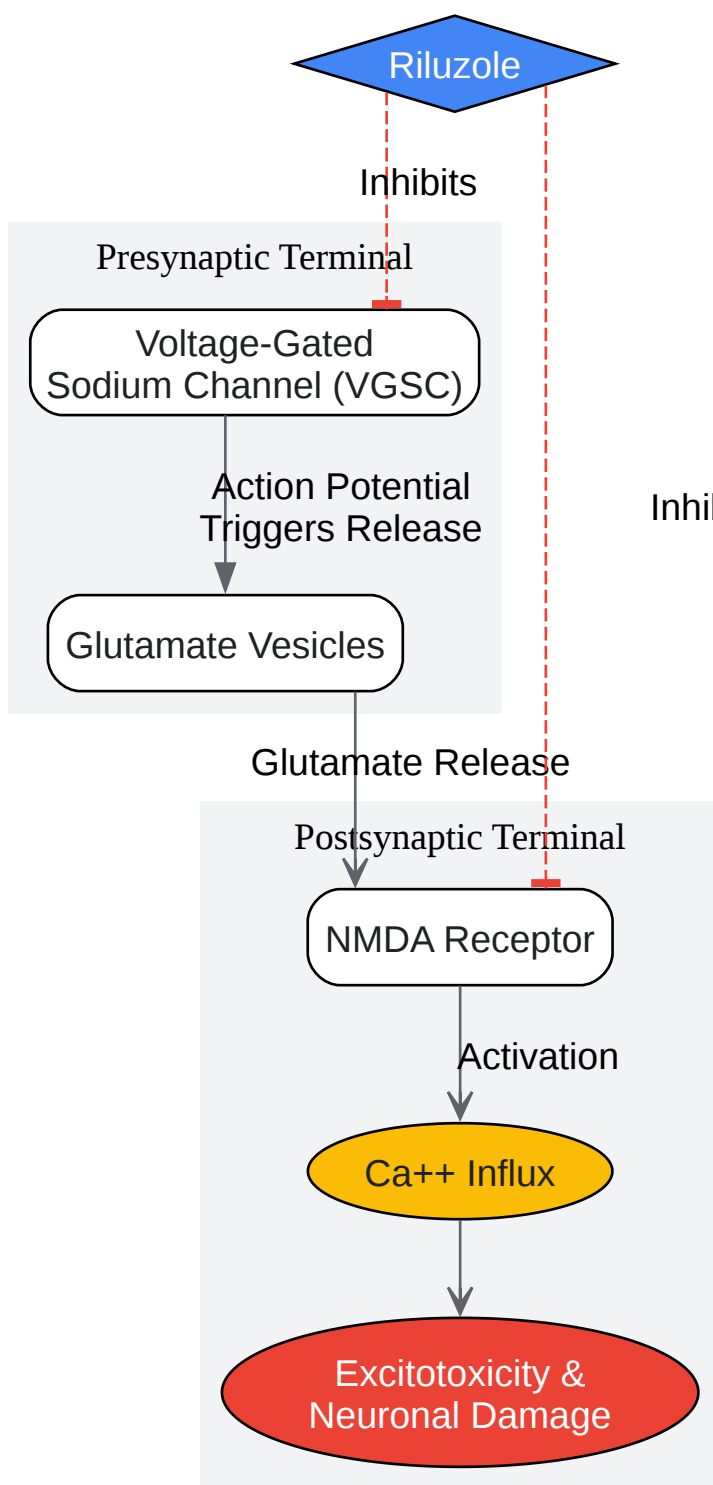 Riluzole
Inhibits
Presynaptic Terminal
Voltage-Gated
Sodium Channel (VGSC)
Action Potential
Triggers Release
Glutamate Vesicles
Glutamate Release
Postsynaptic Terminal
NMDA Receptor
Activation
Ca++ Influx
Excitotoxicity &
Neuronal Damage